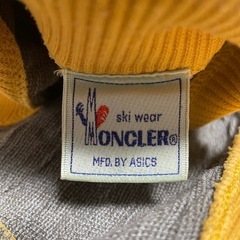 ski wear
MONCLER®
MFD. BY ASICS